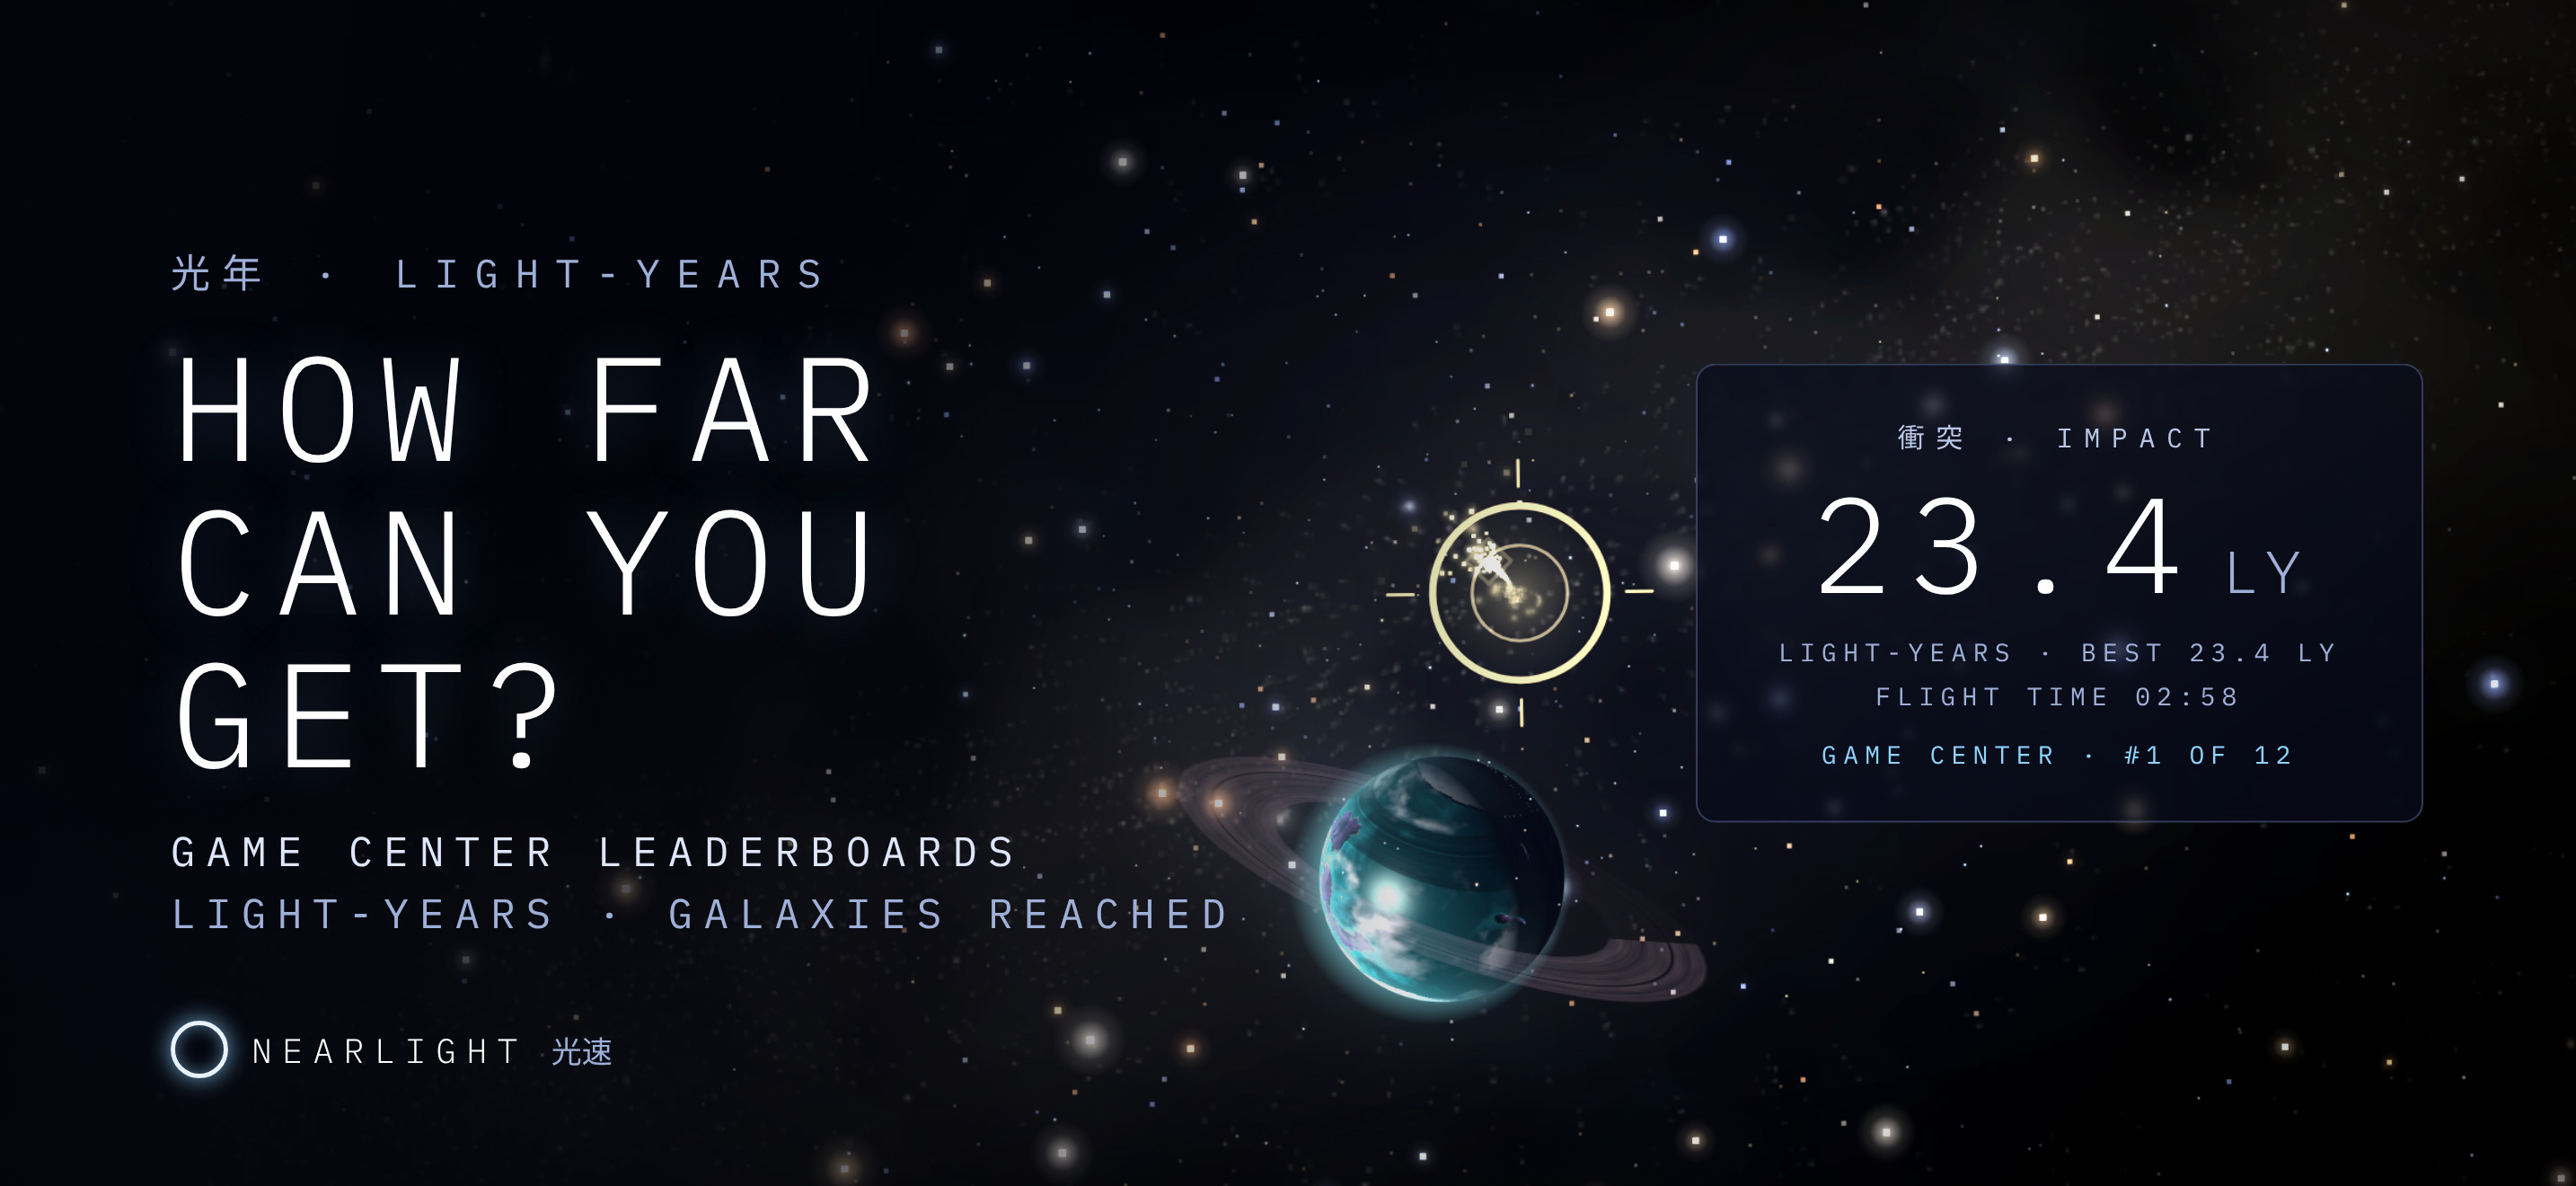 光年 · LIGHT-YEARS
HOW FAR
CAN YOU
GET?
GAME CENTER LEADERBOARDS
LIGHT-YEARS · GALAXIES REACHED
NEARLIGHT 光速
衝突 · IMPACT
23.4 LY
LIGHT-YEARS · BEST 23.4 LY
FLIGHT TIME 02:58
GAME CENTER · #1 OF 12